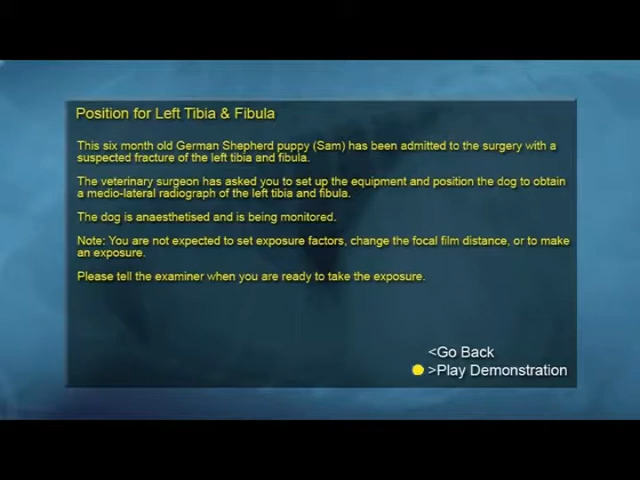 Position for Left Tibia & Fibula
This six month old German Shepherd puppy (Sam) has been admitted to the surgery with a
suspected fracture of the left tibia and fibula.
The veterinary surgeon has asked you to set up the equipment and position the dog to obtain
a medio-lateral radiograph of the left tibia and fibula.
The dog is anaesthetised and is being monitored.
Note: You are not expected to set exposure factors, change the focal film distance, or to make
an exposure.
Please tell the examiner when you are ready to take the exposure.
<Go Back
>Play Demonstration